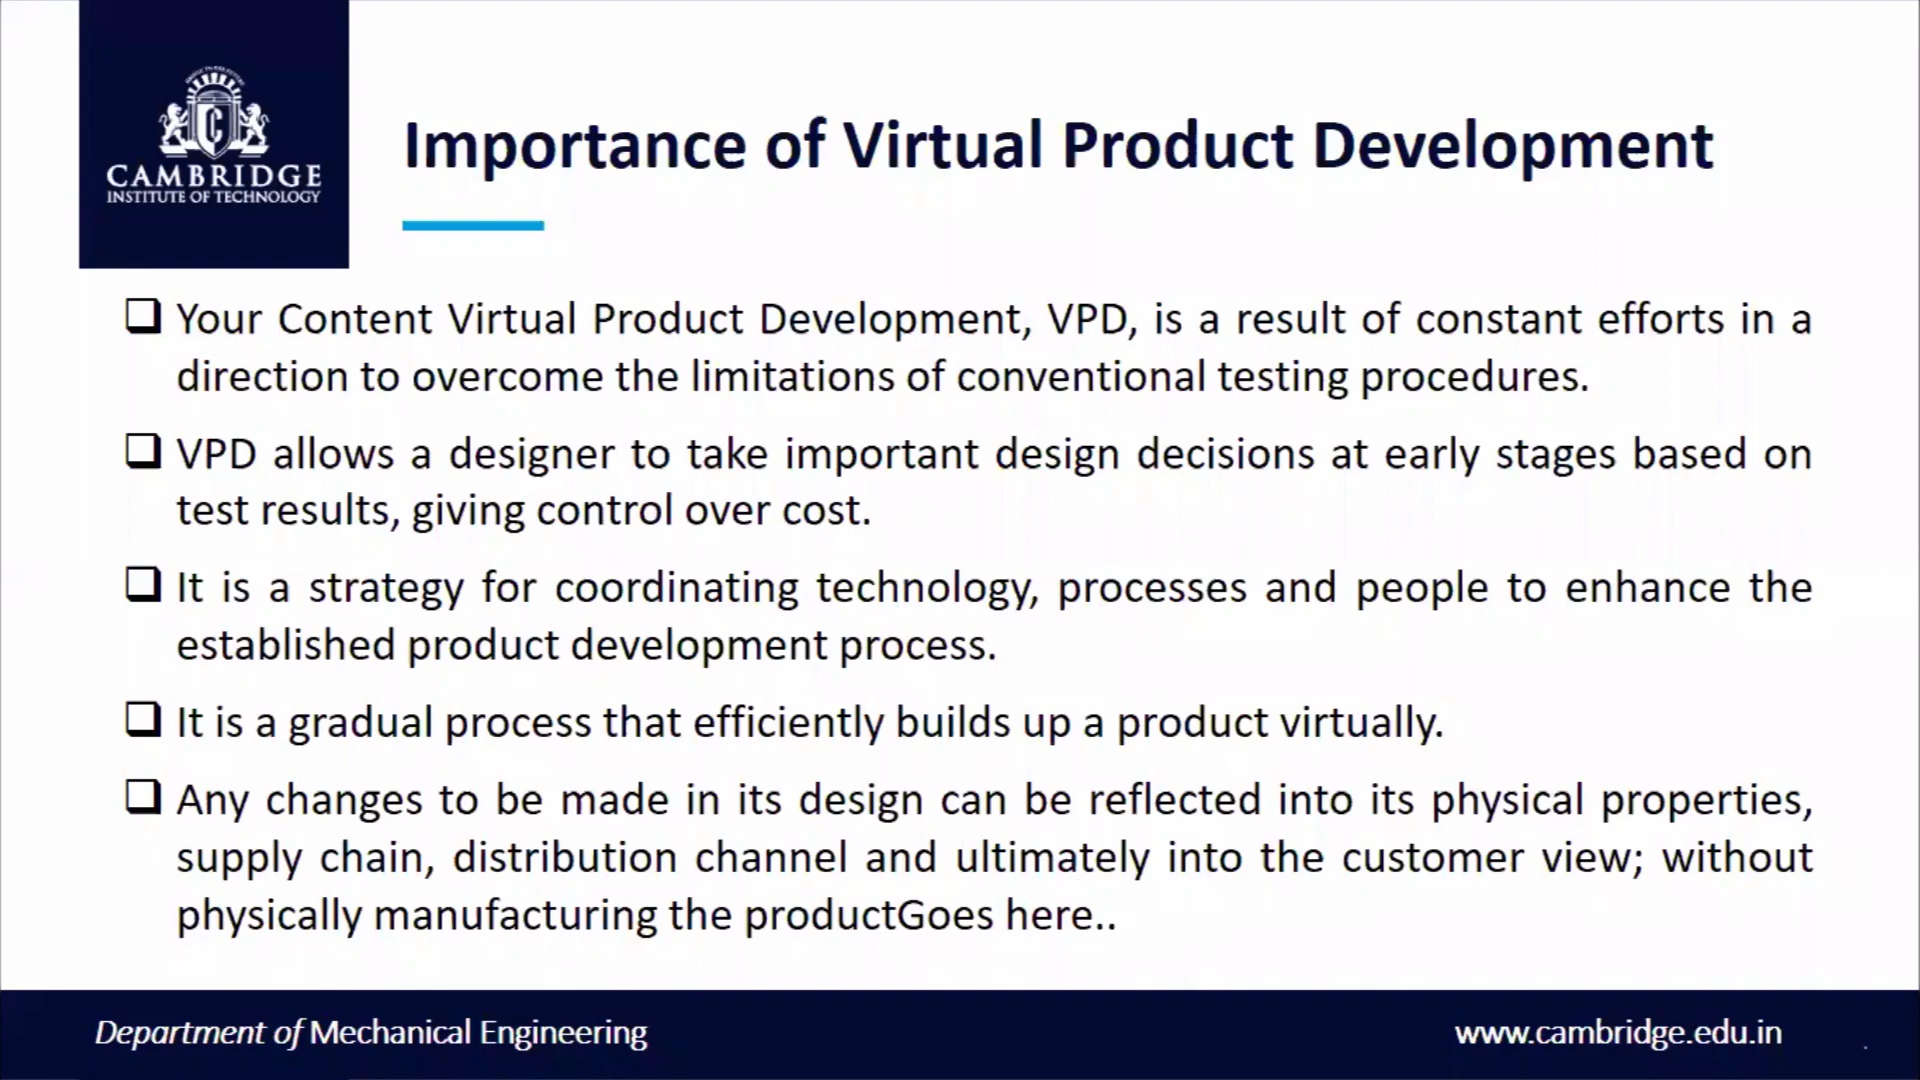 CAMBRIDGE
INSTITUTE OF TECHNOLOGY
Importance of Virtual Product Development
Your Content Virtual Product Development, VPD, is a result of constant efforts in a
direction to overcome the limitations of conventional testing procedures.
VPD allows a designer to take important design decisions at early stages based on
test results, giving control over cost.
It is a strategy for coordinating technology, processes and people to enhance the
established product development process.
It is a gradual process that efficiently builds up a product virtually.
Any changes to be made in its design can be reflected into its physical properties,
supply chain, distribution channel and ultimately into the customer view; without
physically manufacturing the productGoes here..
Department of Mechanical Engineering
www.cambridge.edu.in